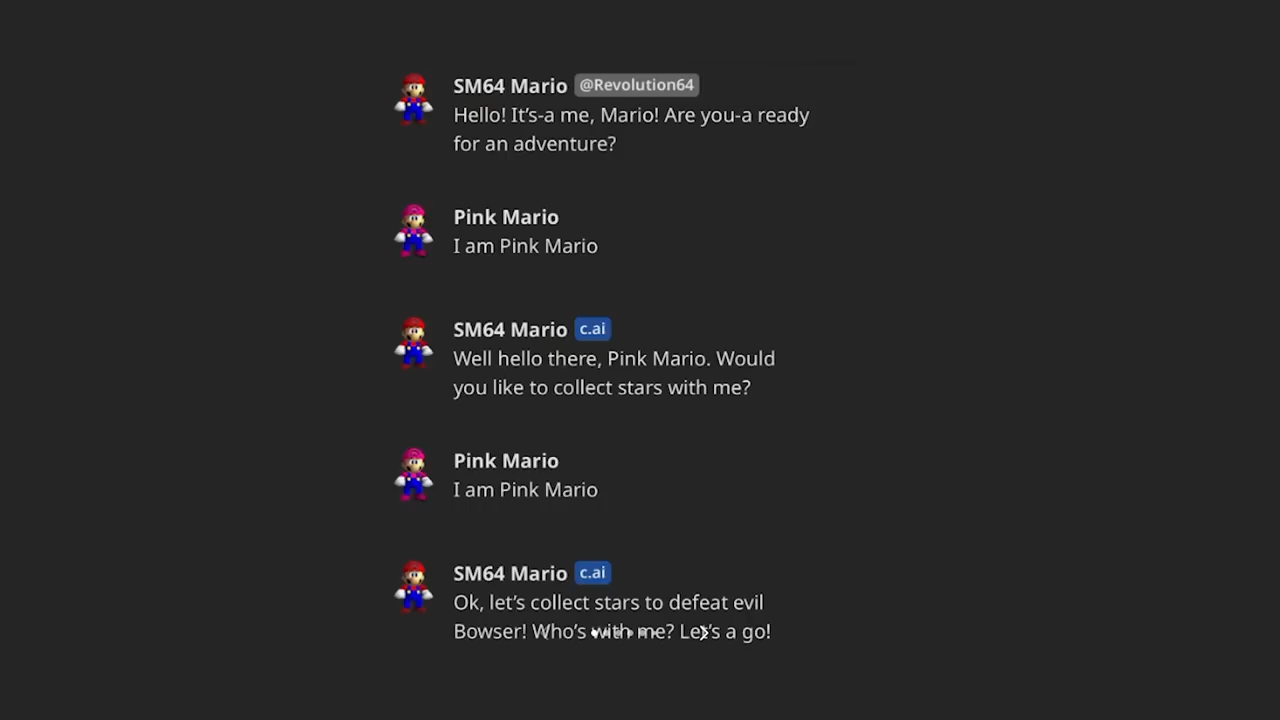 SM64 Mario @Revolution64
Hello! It’s-a me, Mario! Are you-a ready
for an adventure?
Pink Mario
I am Pink Mario
SM64 Mario c.ai
Well hello there, Pink Mario. Would
you like to collect stars with me?
Pink Mario
I am Pink Mario
SM64 Mario c.ai
Ok, let’s collect stars to defeat evil
Bowser! Who’s with me? Let’s a go!